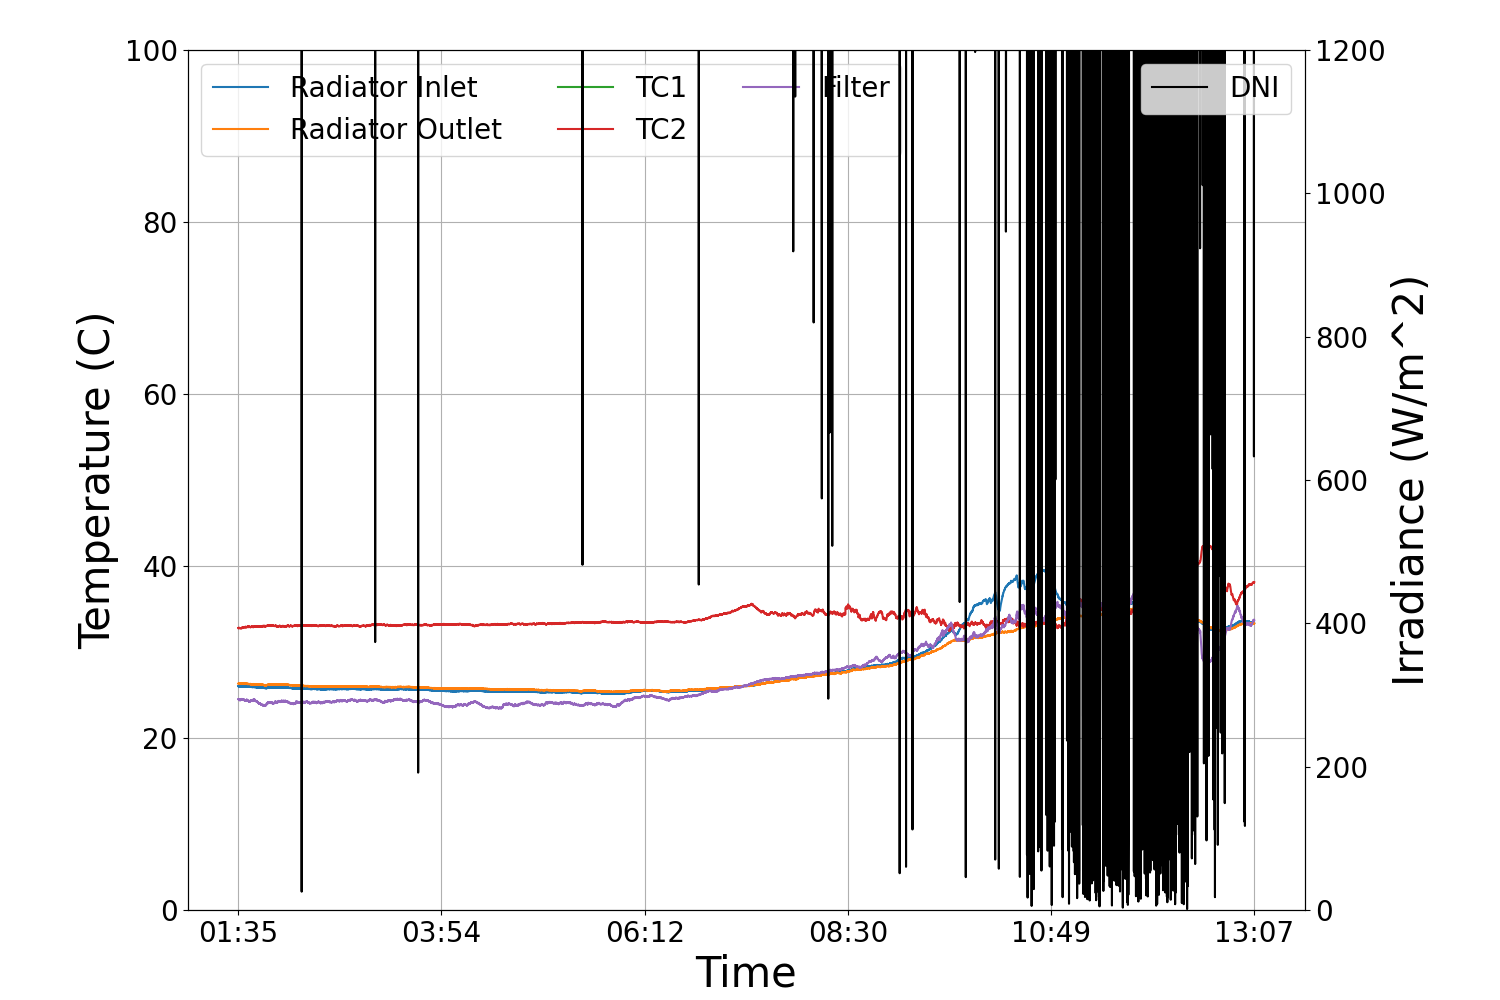 100
80
60
40
20
0
Temperature (C)
Radiator Inlet
Radiator Outlet
TC1
TC2
Filter
DNI
1200
1000
800
600
400
200
0
Irradiance (W/m^2)
01:35 03:54 06:12 08:30 10:49 13:07
Time